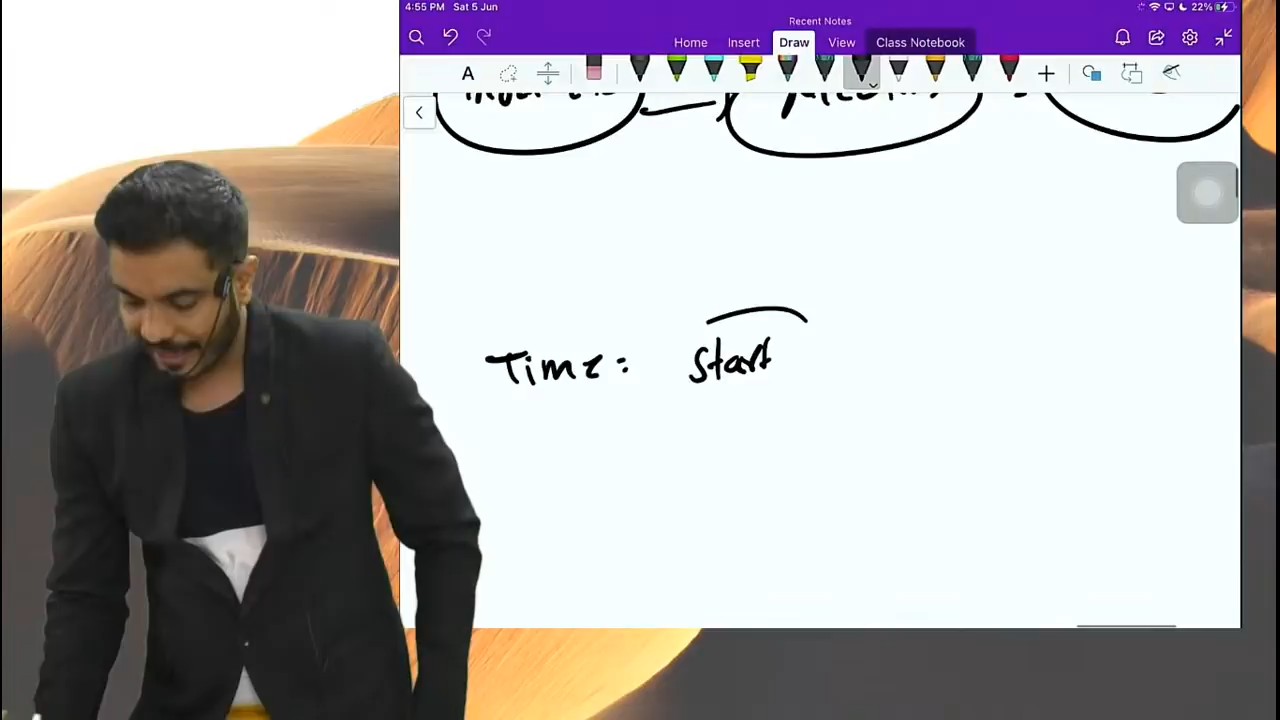 4:55 PM Sat 5 Jun 22%
Recent Notes
Home Insert Draw View Class Notebook
A
Time: Start